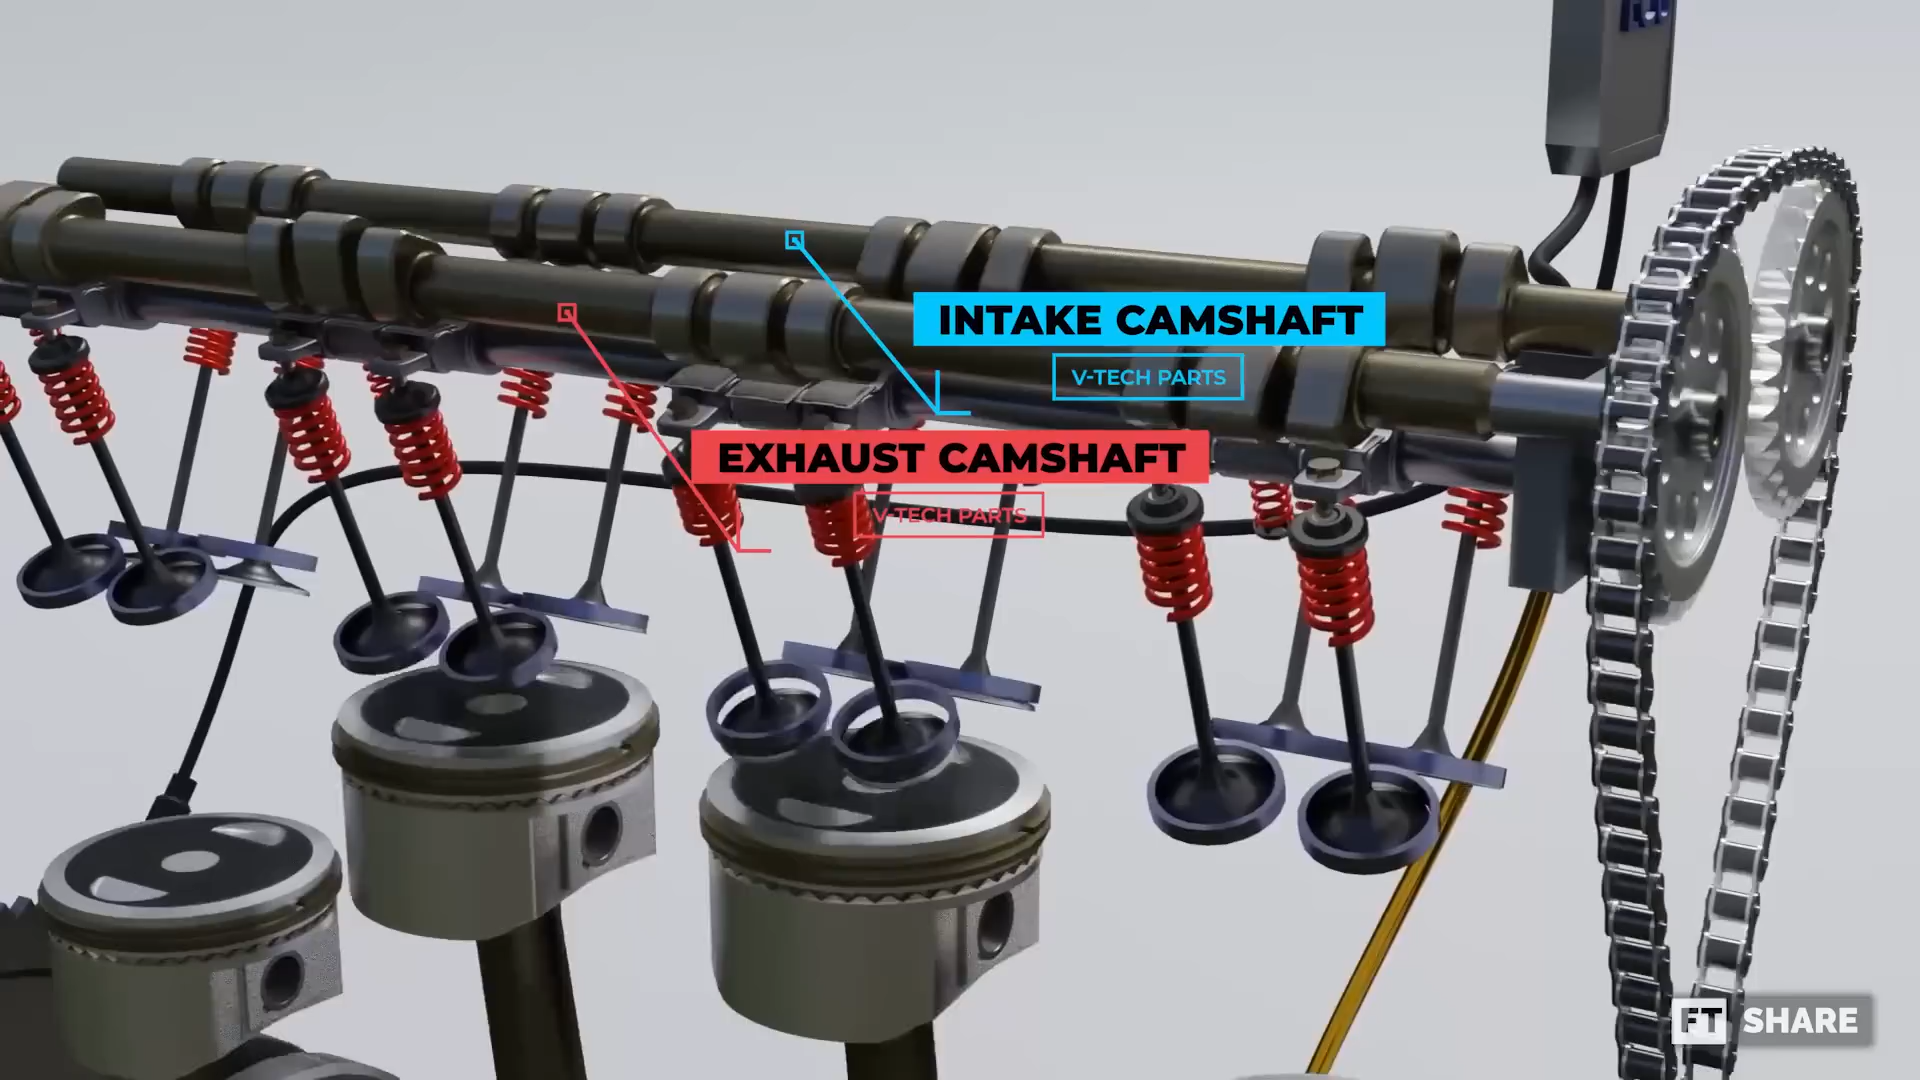 INTAKE CAMSHAFT
V-TECH PARTS
EXHAUST CAMSHAFT
V-TECH PARTS
FT SHARE